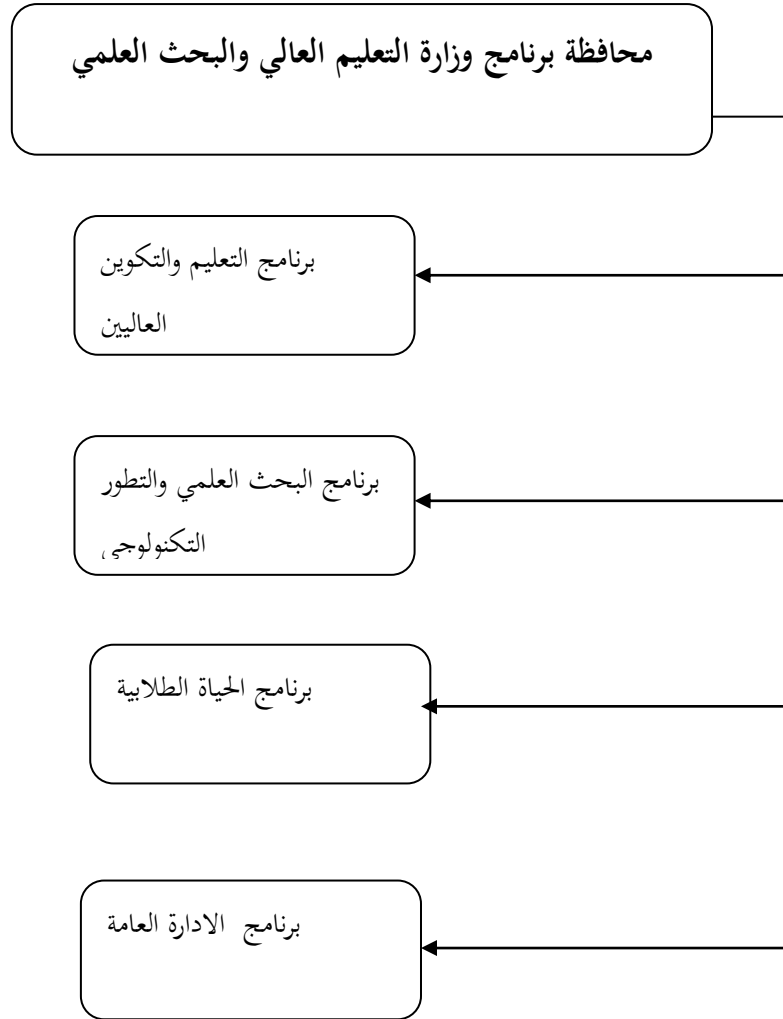 محافظة برنامج وزارة التعليم العالي والبحث العلمي
برنامج التعليم والتكوين
العاليين
برنامج البحث العلمي والتطور
التكنولوجي
برنامج الحياة الطلابية
برنامج الادارة العامة